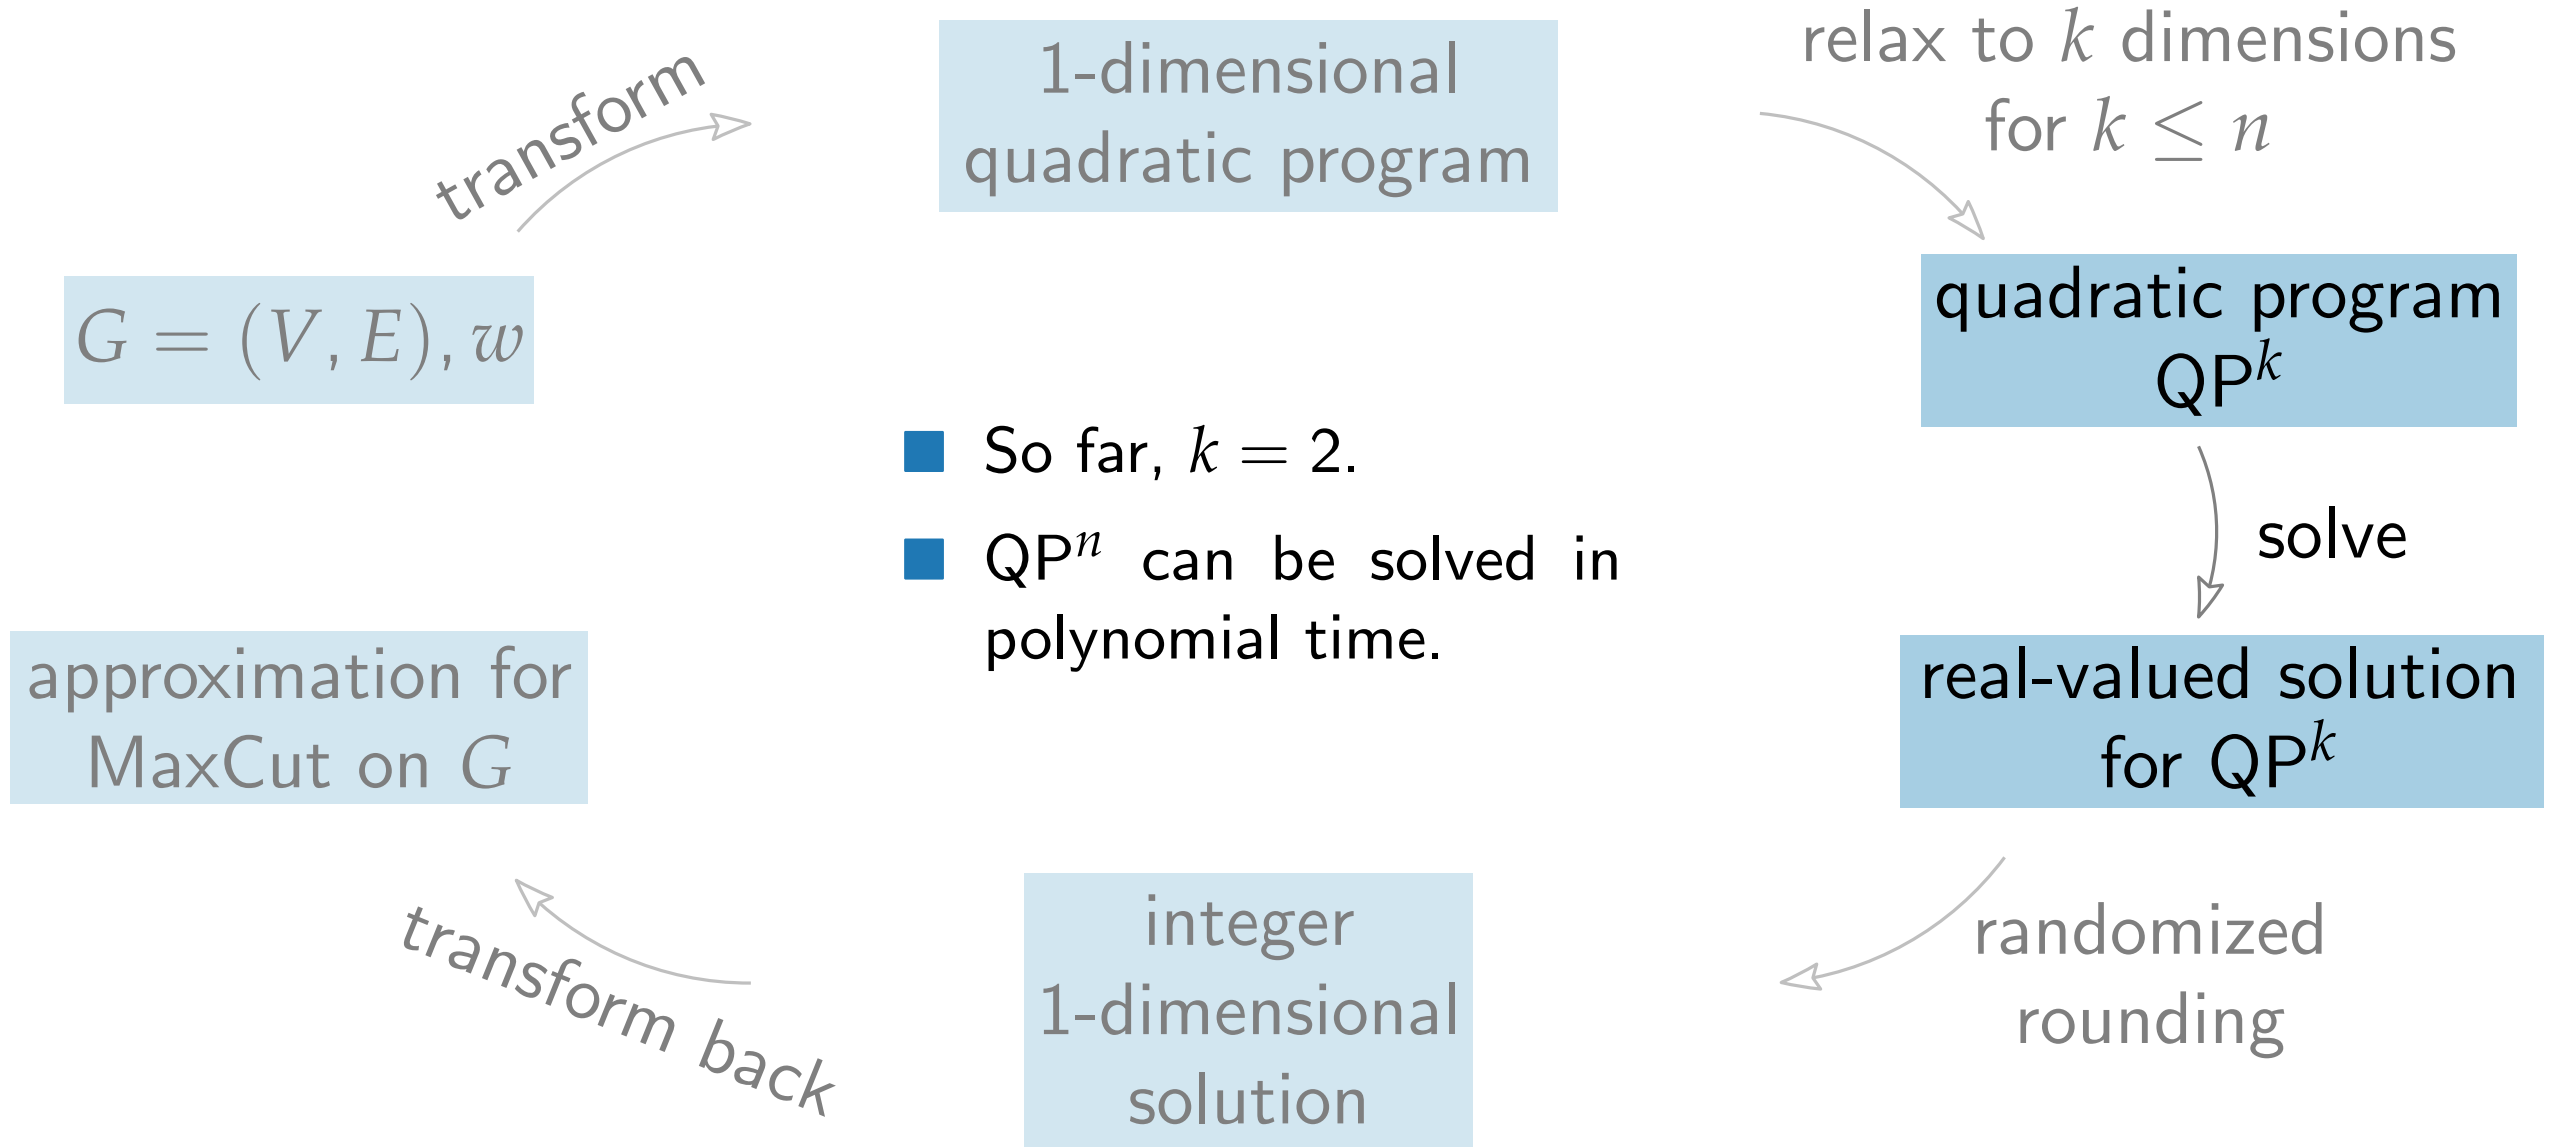 transform
1-dimensional
quadratic program
relax to k dimensions
for k ≤ n
G = (V, E), w
quadratic program
QP^k
So far, k = 2.
QP^n can be solved in
polynomial time.
solve
approximation for
MaxCut on G
real-valued solution
for QP^k
transform back
integer
1-dimensional
solution
randomized
rounding